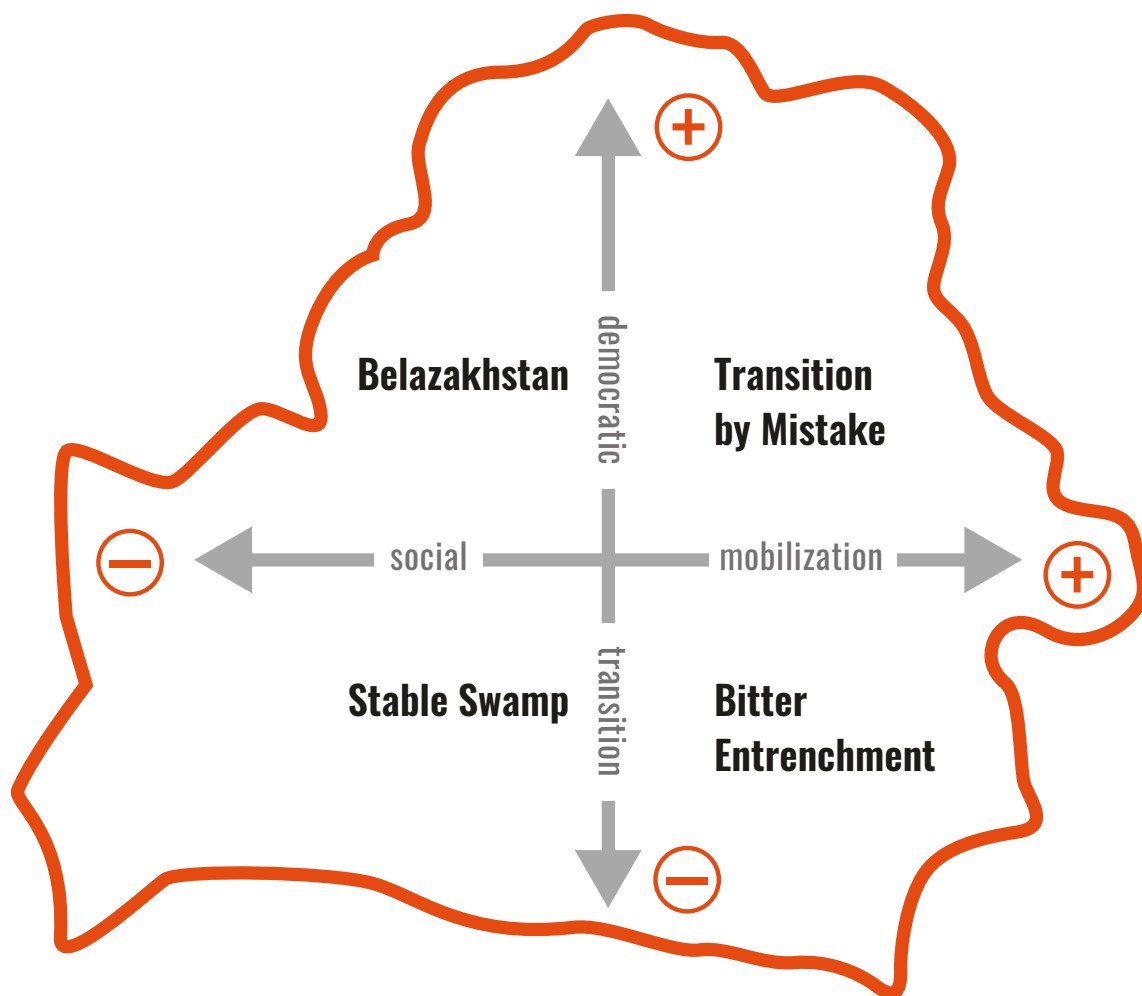 +
democratic
Belazakhstan
Transition
by Mistake
−
social
mobilization
+
transition
Stable Swamp
Bitter
Entrenchment
−